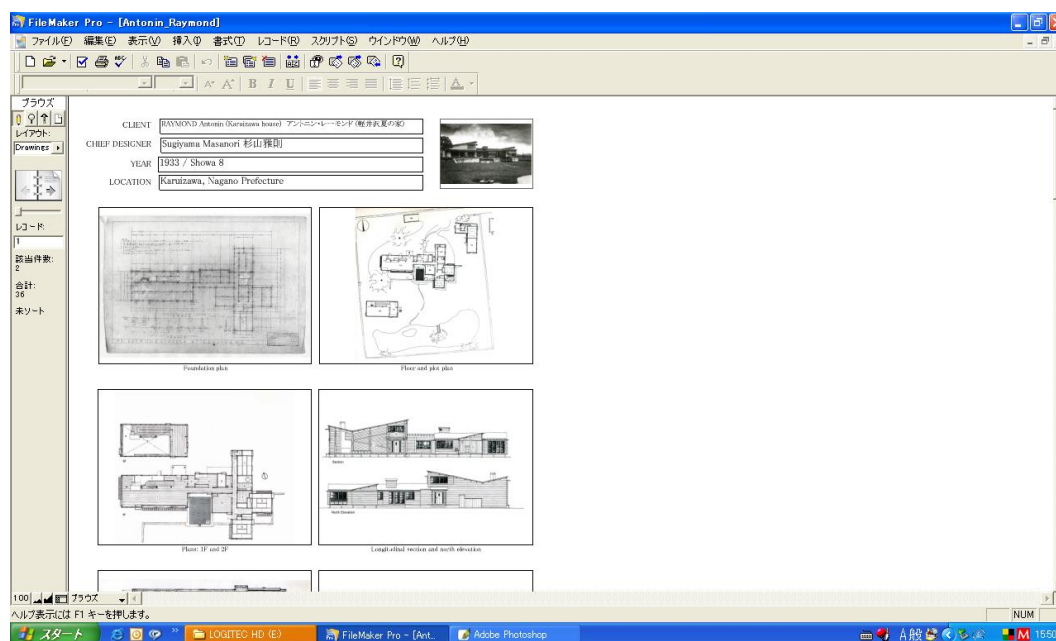 FileMaker Pro - [Antonin_Raymond]
ファイル(F) 編集(E) 表示(V) 挿入(I) 書式(T) レコード(R) スクリプト(S) ウインドウ(W) ヘルプ(H)
ブラウズ
レイアウト:
Drawings
レコード:
1
該当件数:
2
合計:
36
未ソート
CLIENT RAYMOND Antonin (Karuizawa house) アントニン・レーモンド (軽井沢夏の家)
CHIEF DESIGNER Sugiyama Masanori 杉山雅則
YEAR 1933 / Showa 8
LOCATION Karuizawa, Nagano Prefecture
Foundation plan
Floor and plot plan
Section
North Elevation
Plans: 1F and 2F
Longitudinal section and north elevation
100 ブラウズ
ヘルプ表示には F1 キーを押します。
NUM
スタート
LOGITEC HD (E:)
FileMaker Pro - [Ant...
Adobe Photoshop
A 般
15:50